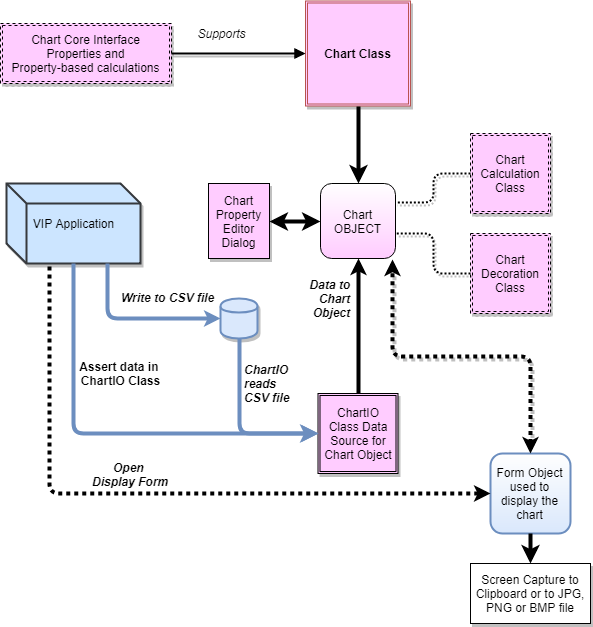 Chart Core Interface
Properties and
Property-based calculations
Supports
Chart Class
Chart
Calculation
Class
VIP Application
Chart
Property
Editor
Dialog
Chart
OBJECT
Chart
Decoration
Class
Write to CSV file
Data to
Chart
Object
Assert data in
ChartIO Class
ChartIO
reads
CSV file
ChartIO
Class Data
Source for
Chart Object
Open
Display Form
Form Object
used to
display the
chart
Screen Capture to
Clipboard or to JPG,
PNG or BMP file